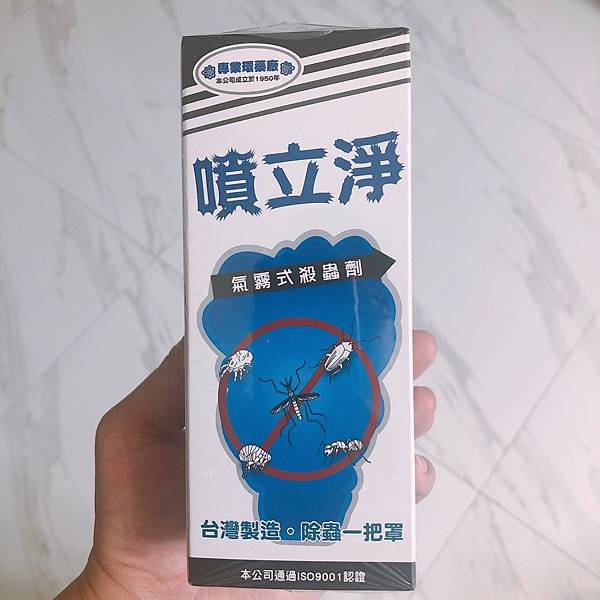 專業環藥廠
本公司成立於1950年
噴立淨
氣霧式殺蟲劑
台灣製造。除蟲一把罩
本公司通過ISO9001認證